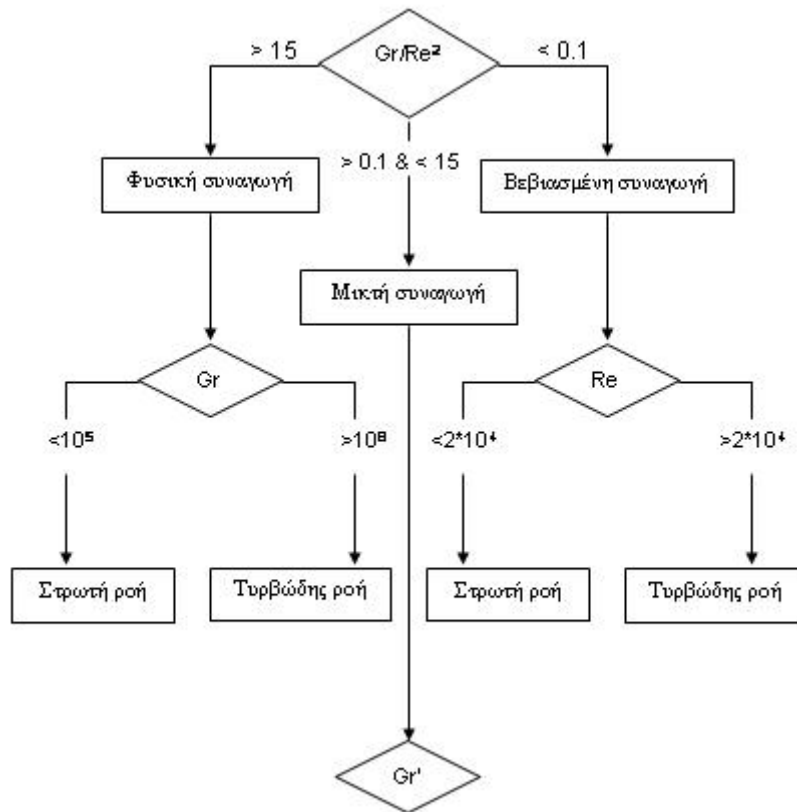 > 15
Gr/Re²
< 0.1
Φυσική συναγωγή
> 0.1 & < 15
Βεβιασμένη συναγωγή
Μικτή συναγωγή
Gr
Re
<10⁵
>10⁸
<2*10⁴
>2*10⁴
Στρωτή ροή
Τυρβώδης ροή
Στρωτή ροή
Τυρβώδης ροή
Gr'